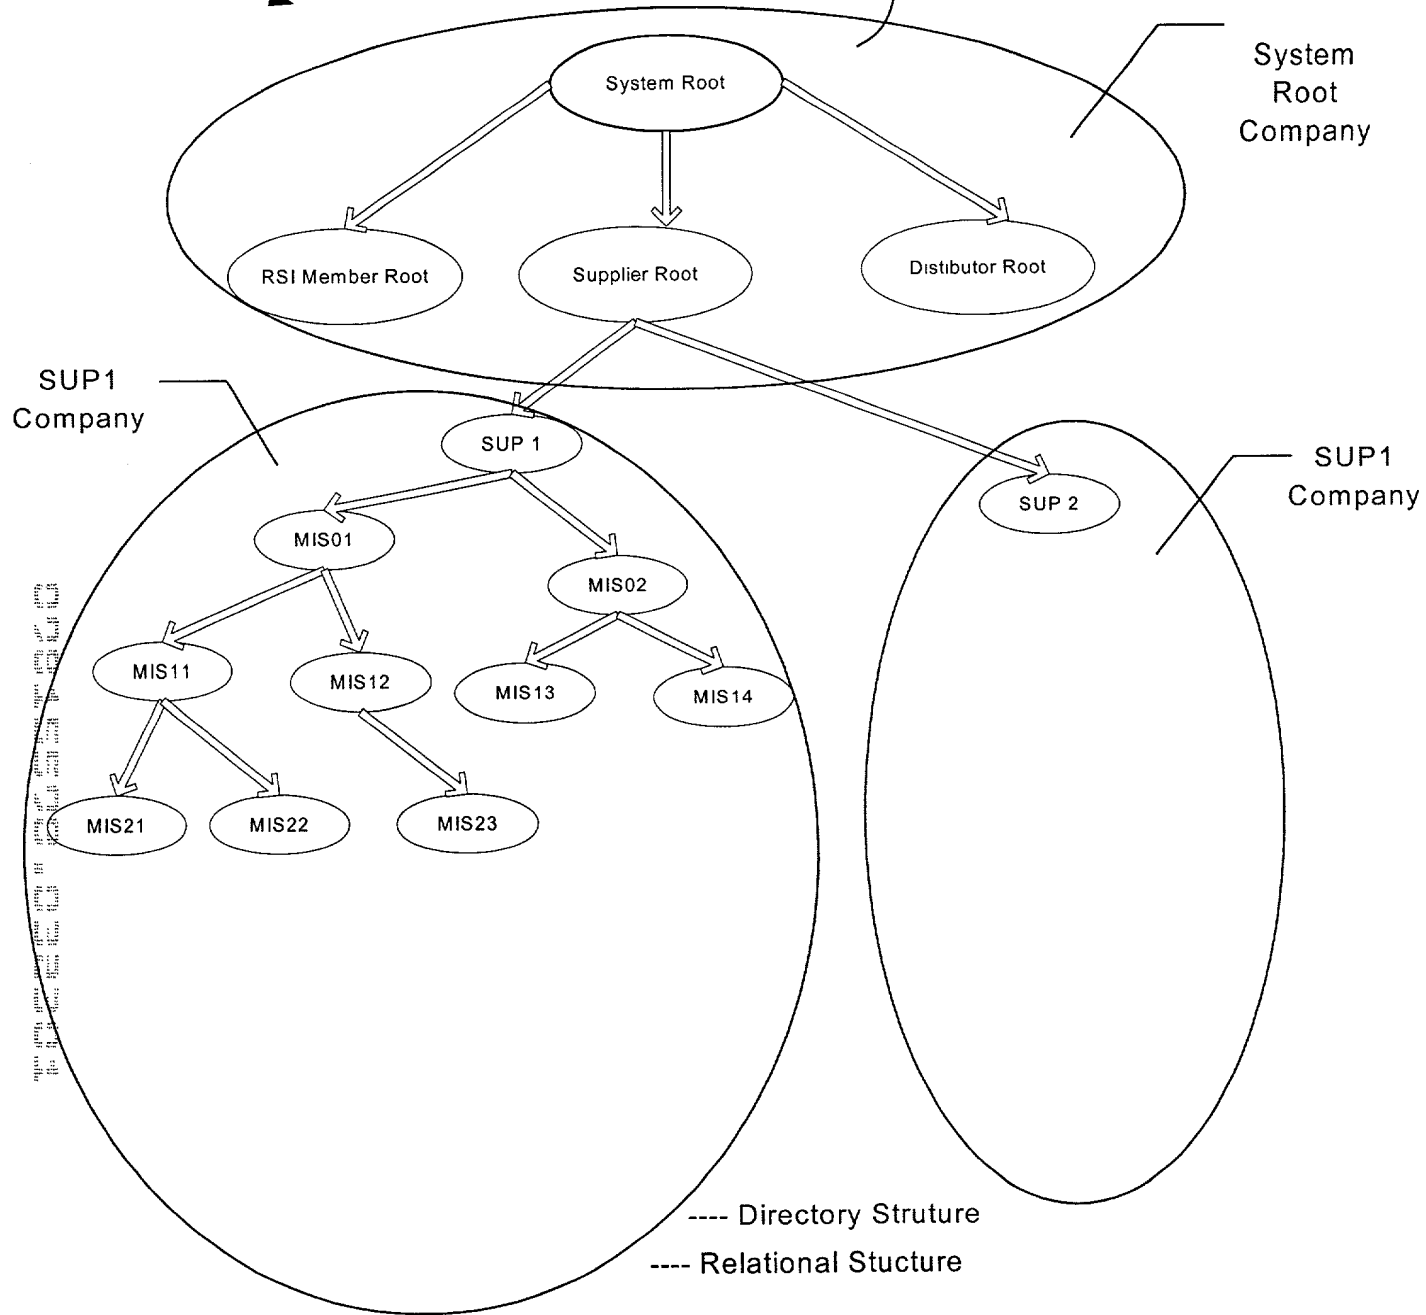 System Root
System
Root
Company
RSI Member Root
Supplier Root
Distibutor Root
SUP1
Company
SUP 1
SUP1
Company
SUP 2
MIS01
MIS02
MIS11
MIS12
MIS13
MIS14
MIS21
MIS22
MIS23
---- Directory Struture
---- Relational Stucture